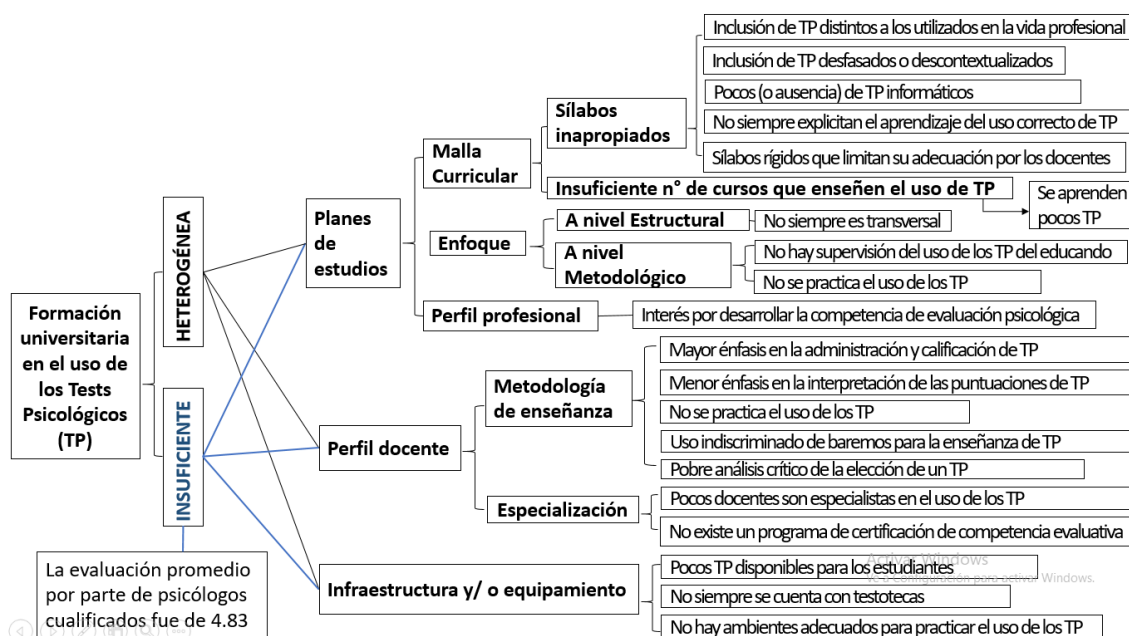 Formación
universitaria
en el uso de
los Tests
Psicológicos
(TP)
HETEROGÉNEA
INSUFICIENTE
La evaluación promedio
por parte de psicólogos
cualificados fue de 4.83
Planes
de
estudios
Malla
Curricular
Sílabos
inapropiados
Inclusión de TP distintos a los utilizados en la vida profesional
Inclusión de TP desfasados o descontextualizados
Pocos (o ausencia) de TP informáticos
No siempre explicitan el aprendizaje del uso correcto de TP
Sílabos rígidos que limitan su adecuación por los docentes
Insuficiente n° de cursos que enseñen el uso de TP
Se aprenden
pocos TP
Enfoque
A nivel Estructural
No siempre es transversal
A nivel
Metodológico
No hay supervisión del uso de los TP del educando
No se practica el uso de los TP
Perfil profesional
Interés por desarrollar la competencia de evaluación psicológica
Perfil docente
Metodología
de enseñanza
Mayor énfasis en la administración y calificación de TP
Menor énfasis en la interpretación de las puntuaciones de TP
No se practica el uso de los TP
Uso indiscriminado de baremos para la enseñanza de TP
Pobre análisis crítico de la elección de un TP
Especialización
Pocos docentes son especialistas en el uso de los TP
No existe un programa de certificación de competencia evaluativa
Infraestructura y/ o equipamiento
Pocos TP disponibles para los estudiantes
No siempre se cuenta con testotecas
No hay ambientes adecuados para practicar el uso de los TP
Activar Windows
Ve a Configuración para activar Windows.